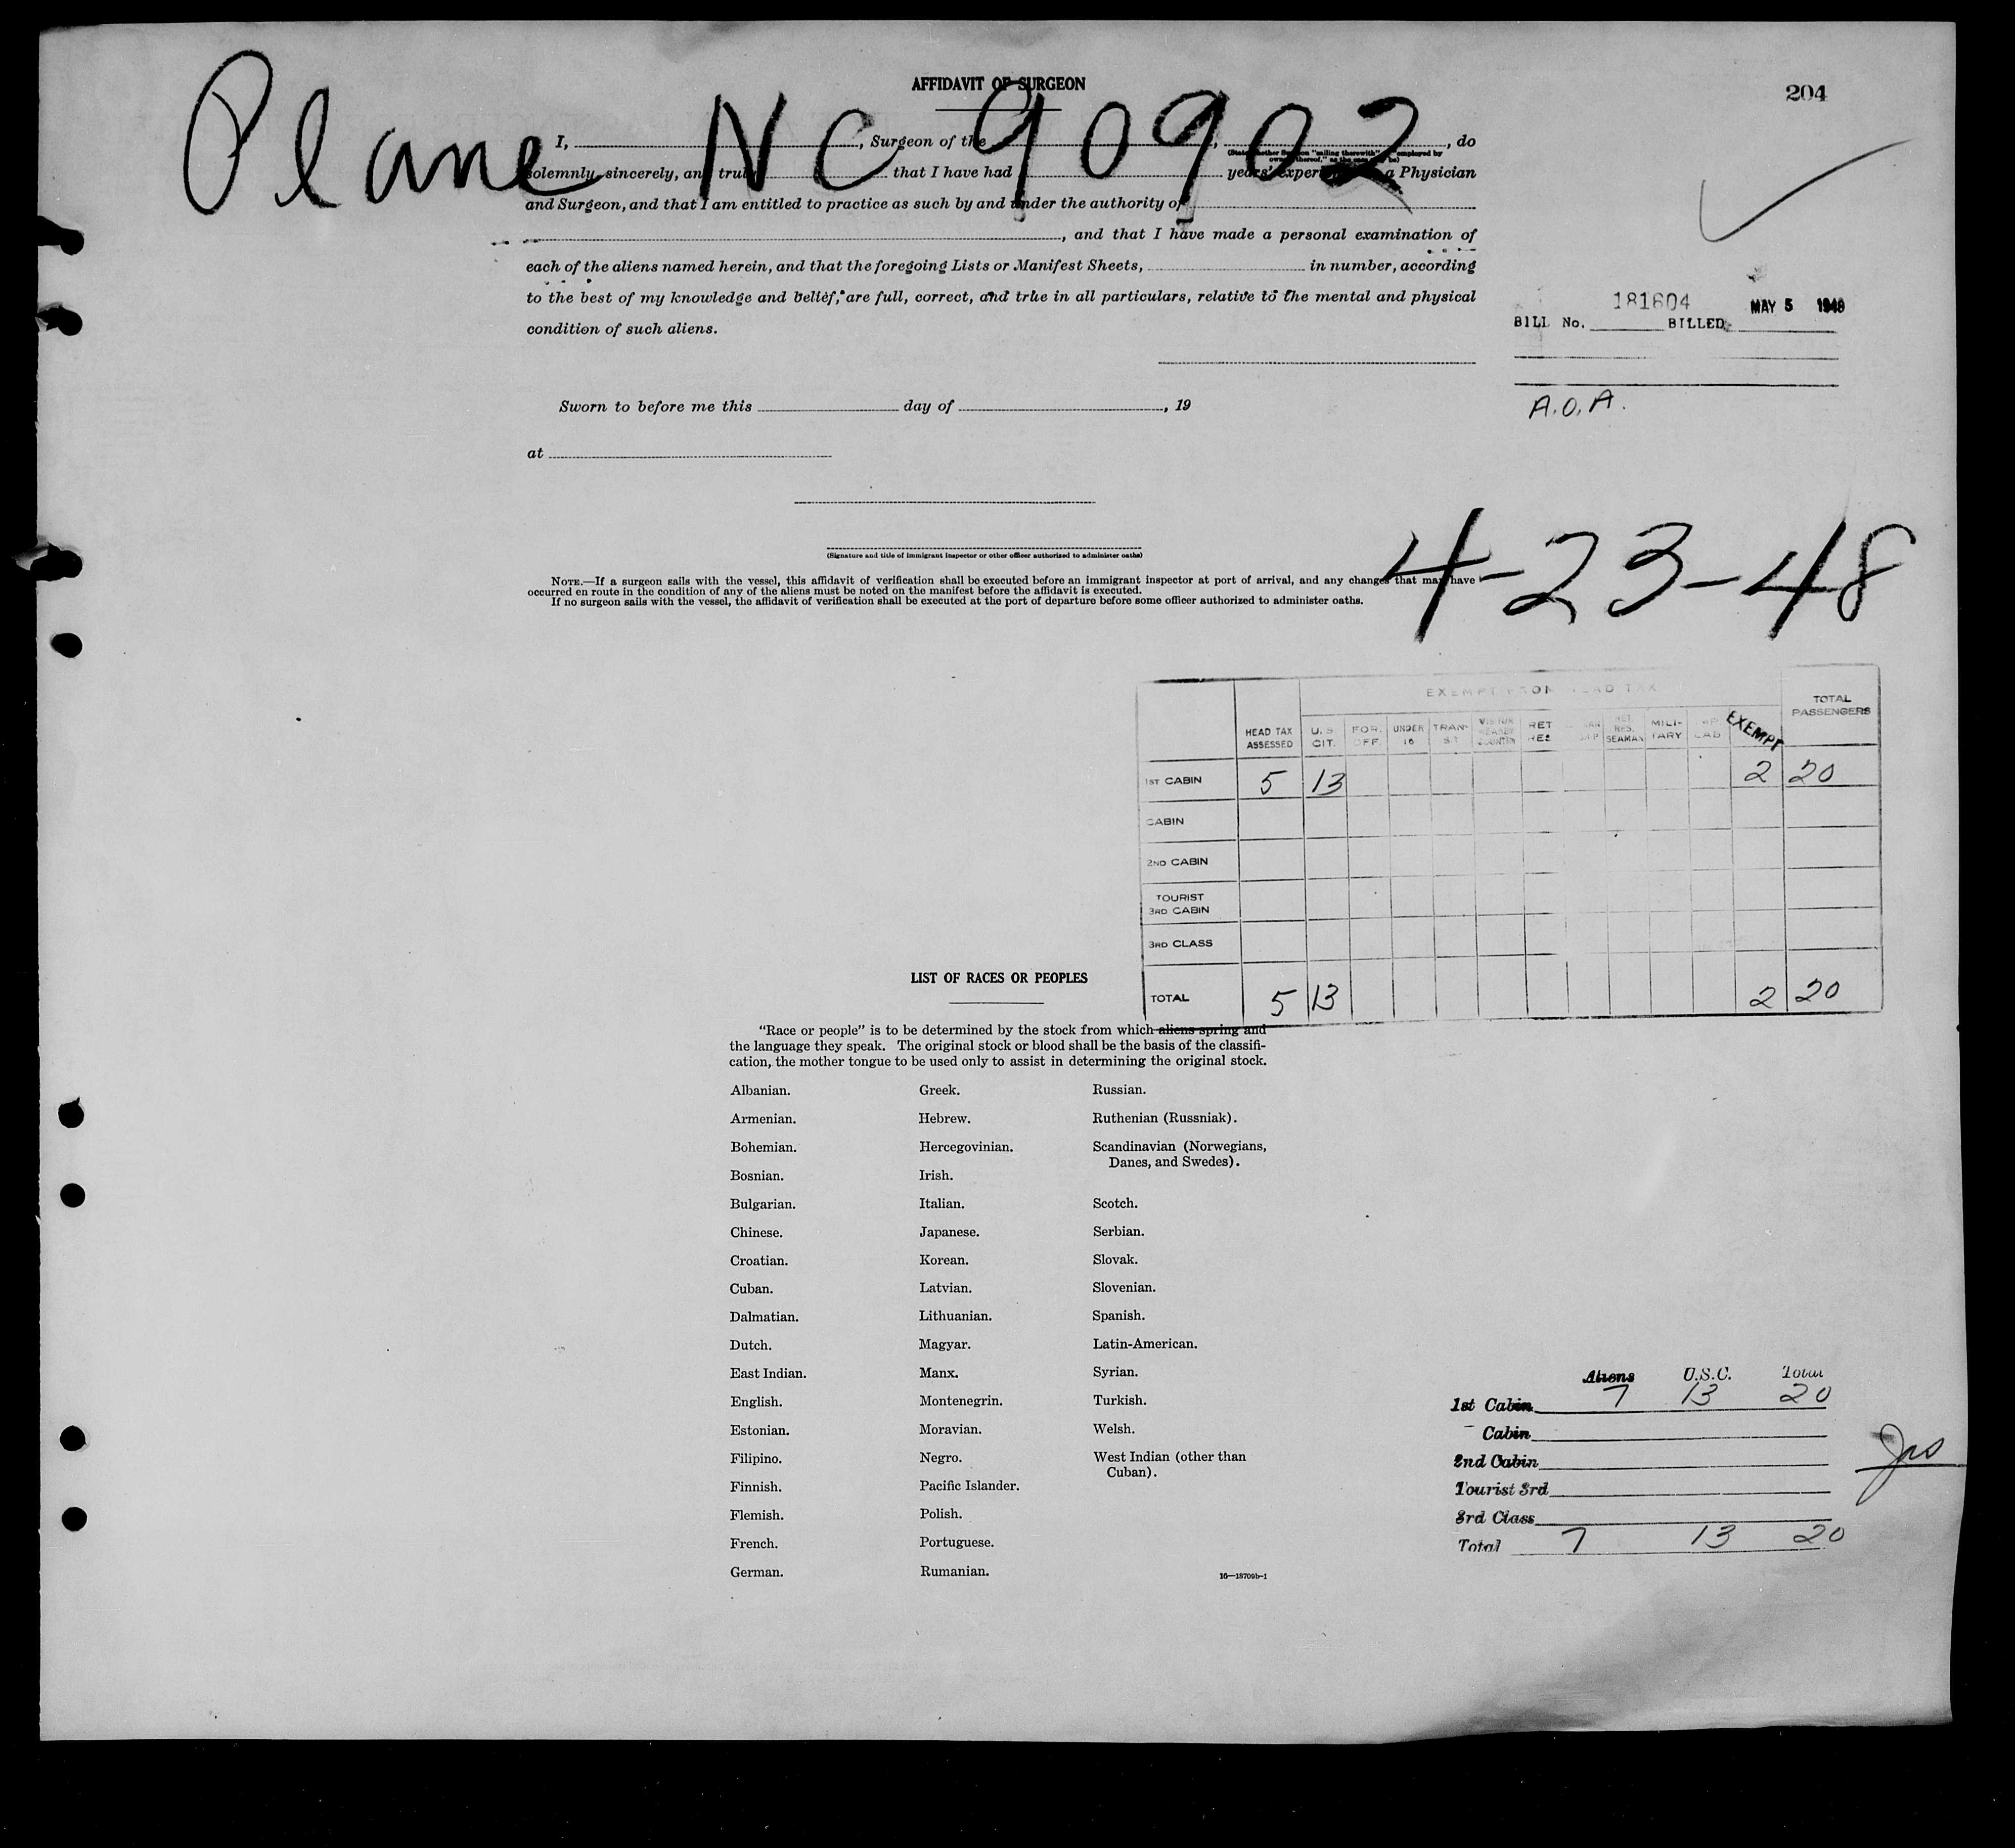 AFFIDAVIT OF SURGEON
204
Plane NC 90902
I, , Surgeon of the , , do
solemnly, sincerely, and truly that I have had years' experience as a Physician
and Surgeon, and that I am entitled to practice as such by and under the authority of
, and that I have made a personal examination of
each of the aliens named herein, and that the foregoing Lists or Manifest Sheets, in number, according
to the best of my knowledge and belief, are full, correct, and true in all particulars, relative to the mental and physical
condition of such aliens.
181604 MAY 5 1948
BILL No. BILLED
A.O.A.
Sworn to before me this day of , 19
at
(Signature and title of immigrant inspector or other officer authorized to administer oaths)
4-23-48
NOTE.—If a surgeon sails with the vessel, this affidavit of verification shall be executed before an immigrant inspector at port of arrival, and any changes that may have
occurred en route in the condition of any of the aliens must be noted on the manifest before the affidavit is executed.
If no surgeon sails with the vessel, the affidavit of verification shall be executed at the port of departure before some officer authorized to administer oaths.
EXEMPT FROM HEAD TAX
HEAD TAX ASSESSED U.S. CIT. FOR. OFF. UNDER 16 TRANSIT RET RES RET. RES. SEAMAN MILITARY EXEMPT TOTAL PASSENGERS
1ST CABIN 5 13 2 20
CABIN
2ND CABIN
TOURIST
3RD CABIN
3RD CLASS
TOTAL 5 13 2 20
LIST OF RACES OR PEOPLES
"Race or people" is to be determined by the stock from which aliens spring and
the language they speak. The original stock or blood shall be the basis of the classifi-
cation, the mother tongue to be used only to assist in determining the original stock.
Albanian. Greek. Russian.
Armenian. Hebrew. Ruthenian (Russniak).
Bohemian. Hercegovinian. Scandinavian (Norwegians,
Danes, and Swedes).
Bosnian. Irish.
Bulgarian. Italian. Scotch.
Chinese. Japanese. Serbian.
Croatian. Korean. Slovak.
Cuban. Latvian. Slovenian.
Dalmatian. Lithuanian. Spanish.
Dutch. Magyar. Latin-American.
East Indian. Manx. Syrian.
English. Montenegrin. Turkish.
Estonian. Moravian. Welsh.
Filipino. Negro. West Indian (other than
Cuban).
Finnish. Pacific Islander.
Flemish. Polish.
French. Portuguese.
German. Rumanian.
16—18709b-1
Aliens U.S.C. Total
1st Cabin 7 13 20
Cabin
2nd Cabin
Tourist 3rd
3rd Class
Total 7 13 20